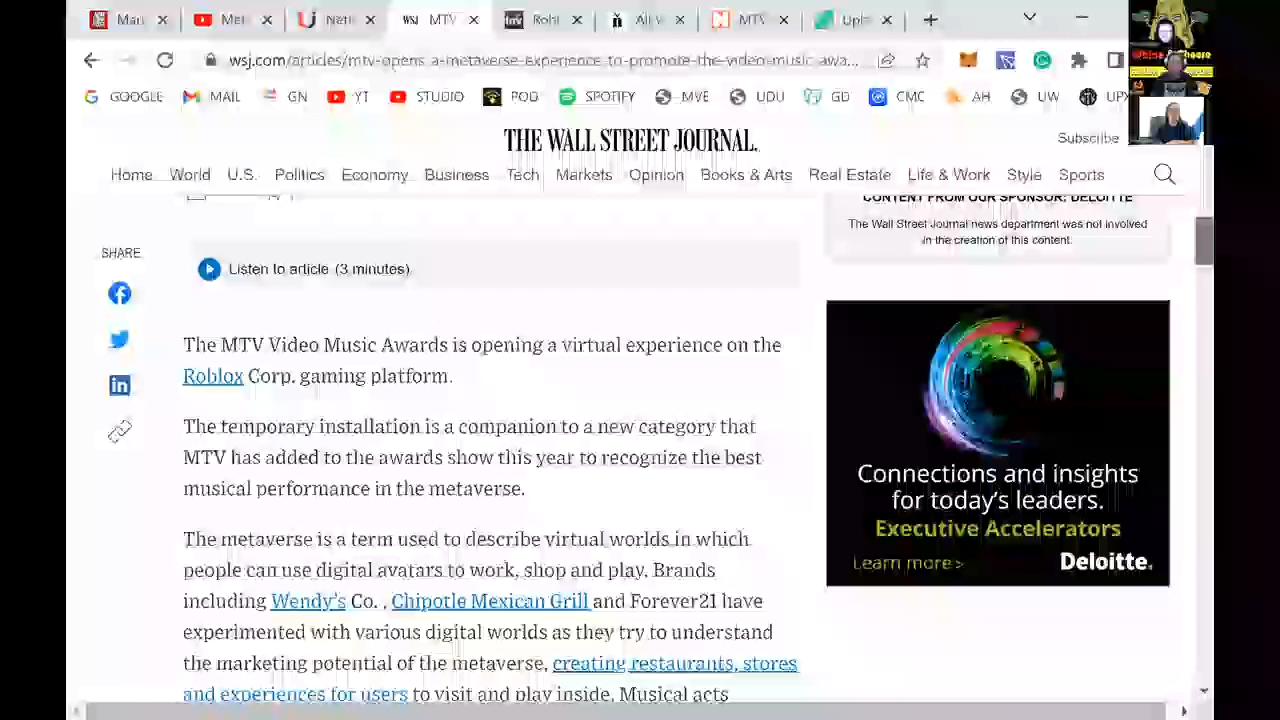 Mau
Met
Neti
MTV
Robl
All V
MTV
Upla
wsj.com/articles/mtv-opens-a-metaverse-experience-to-promote-the-video-music-awa...
GOOGLE
MAIL
GN
YT
STUDIO
POD
SPOTIFY
MVE
UDU
GD
CMC
AH
UW
UPX
THE WALL STREET JOURNAL.
Subscribe
Home World U.S. Politics Economy Business Tech Markets Opinion Books & Arts Real Estate Life & Work Style Sports
CONTENT FROM OUR SPONSOR: DELOITTE
The Wall Street Journal news department was not involved
in the creation of this content.
SHARE
Listen to article (3 minutes)
The MTV Video Music Awards is opening a virtual experience on the
Roblox Corp. gaming platform.
The temporary installation is a companion to a new category that
MTV has added to the awards show this year to recognize the best
musical performance in the metaverse.
The metaverse is a term used to describe virtual worlds in which
people can use digital avatars to work, shop and play. Brands
including Wendy's Co. , Chipotle Mexican Grill and Forever21 have
experimented with various digital worlds as they try to understand
the marketing potential of the metaverse, creating restaurants, stores
and experiences for users to visit and play inside. Musical acts
Connections and insights
for today's leaders.
Executive Accelerators
Learn more >
Deloitte.